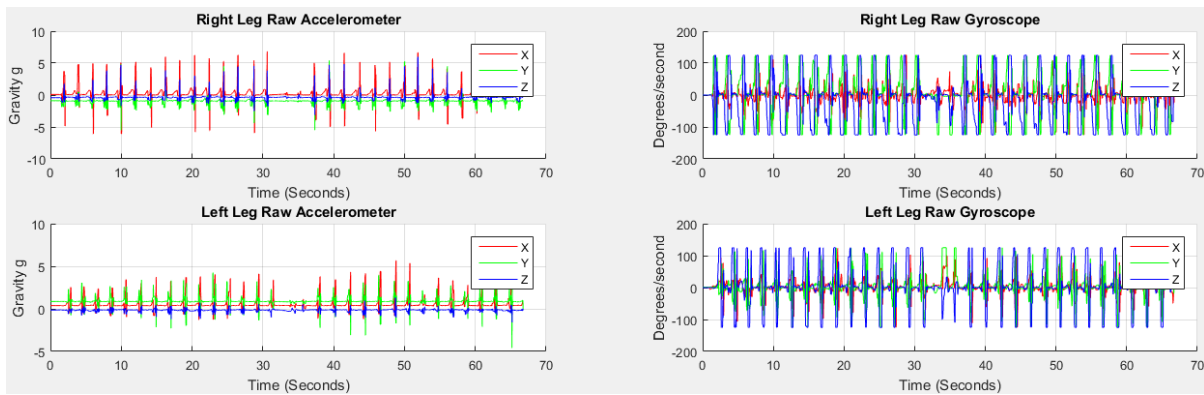 Right Leg Raw Accelerometer
10
5
0
-5
-10
Gravity g
X
Y
Z
0 10 20 30 40 50 60 70
Time (Seconds)
Right Leg Raw Gyroscope
200
100
0
-100
-200
Degrees/second
X
Y
Z
0 10 20 30 40 50 60 70
Time (Seconds)
Left Leg Raw Accelerometer
10
5
0
-5
Gravity g
X
Y
Z
0 10 20 30 40 50 60 70
Time (Seconds)
Left Leg Raw Gyroscope
200
100
0
-100
-200
Degrees/second
X
Y
Z
0 10 20 30 40 50 60 70
Time (Seconds)